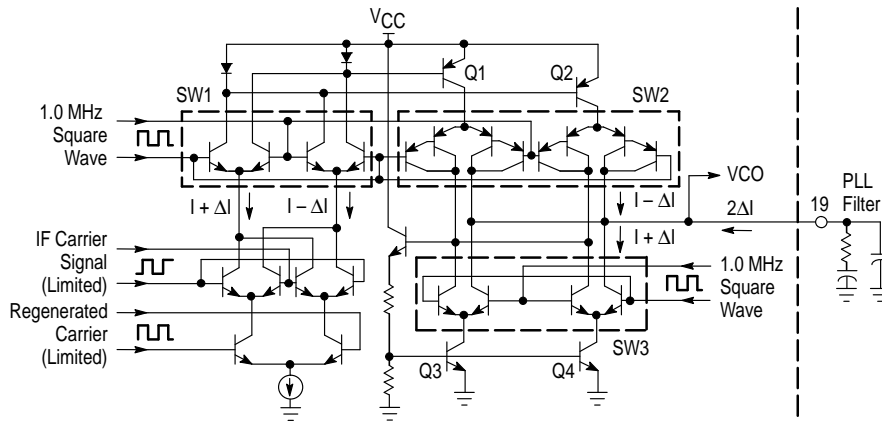 VCC
Q1
Q2
SW1
SW2
1.0 MHz
Square
Wave
I + ΔI
I – ΔI
I – ΔI
I + ΔI
VCO
2ΔI
19
PLL
Filter
IF Carrier
Signal
(Limited)
1.0 MHz
Square
Wave
Regenerated
Carrier
(Limited)
SW3
Q3
Q4